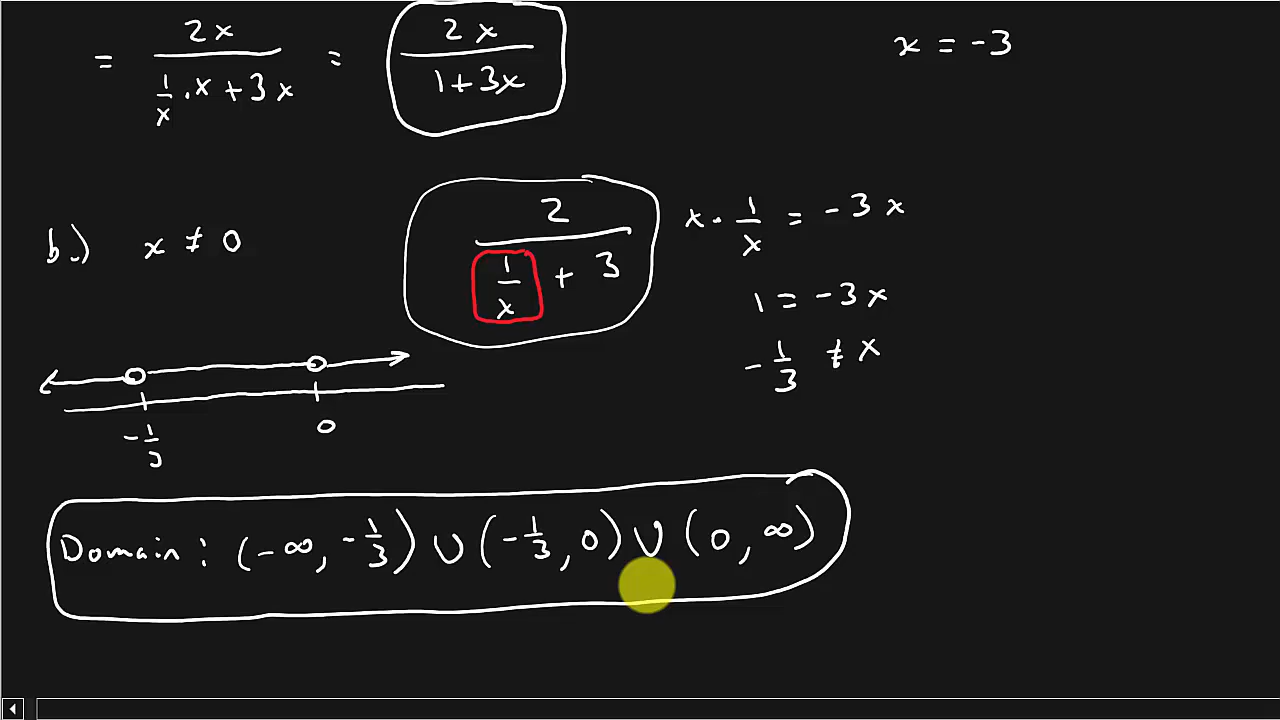 = 2x / (1/x · x + 3x) = 2x / (1 + 3x)
x = -3
b.) x ≠ 0
2 / (1/x + 3)
x · 1/x = -3x
1 = -3x
-1/3 ≠ x
-1/3 0
Domain: (-∞, -1/3) ∪ (-1/3, 0) ∪ (0, ∞)